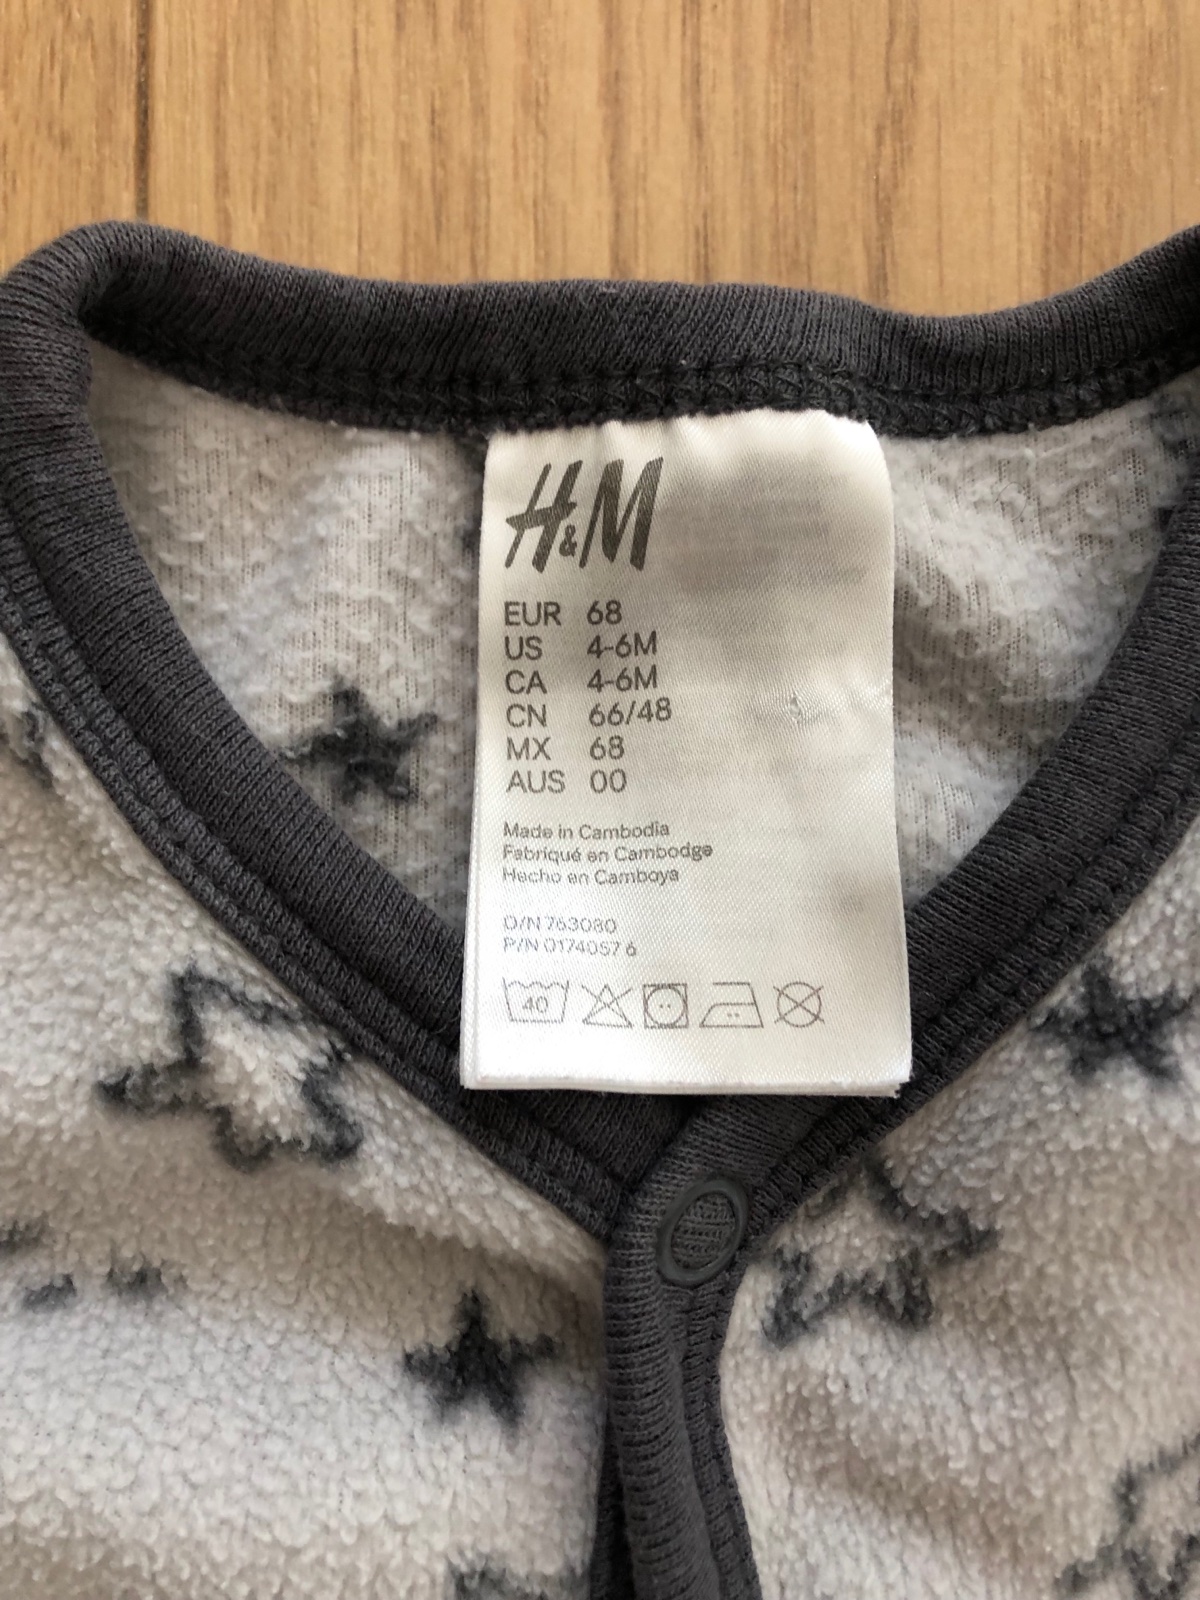 H&M
EUR 68
US 4-6M
CA 4-6M
CN 66/48
MX 68
AUS 00
Made in Cambodia
Fabriqué en Cambodge
Hecho en Camboya
O/N 763080
P/N 0174057 6
40